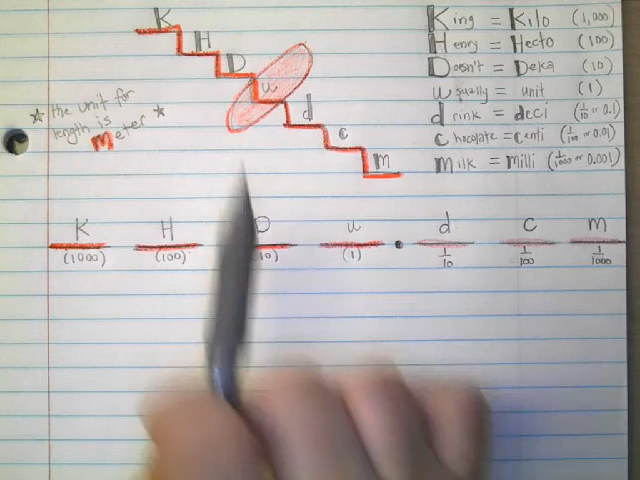 K
H
D
u
d
c
m
☆ the unit for ☆
length is
meter
King = Kilo (1,000)
Henry = Hecto (100)
Doesn't = Deka (10)
usually = unit (1)
drink = deci (1/10 or 0.1)
chocolate = centi (1/100 or 0.01)
milk = milli (1/1000 or 0.001)
K H D u . d c m
(1000) (100) 10) (1) 1/10 1/100 1/1000